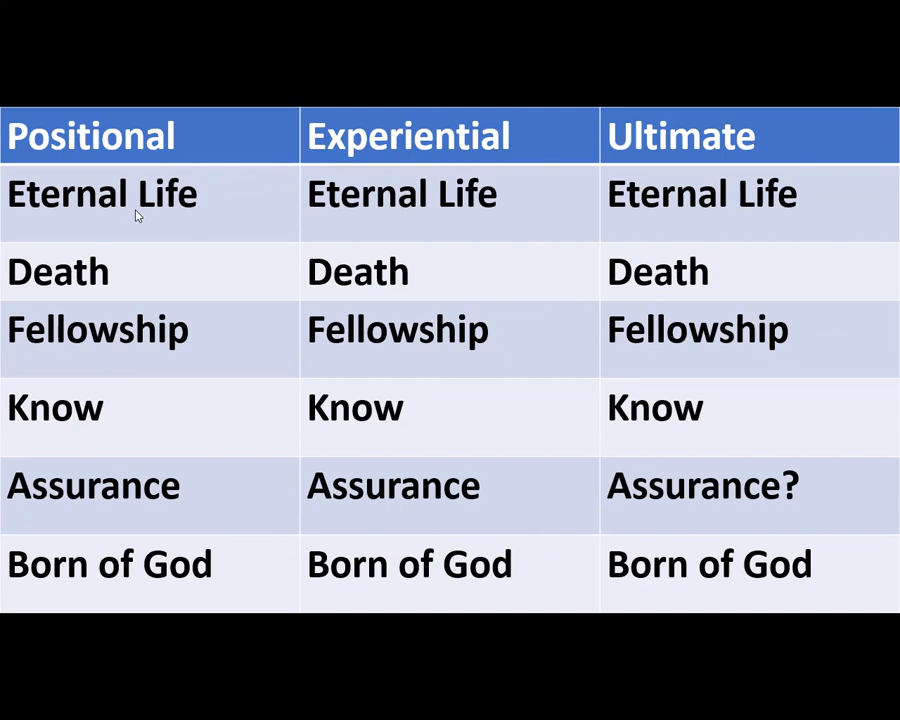 Positional Experiential Ultimate
Eternal Life Eternal Life Eternal Life
Death Death Death
Fellowship Fellowship Fellowship
Know Know Know
Assurance Assurance Assurance?
Born of God Born of God Born of God